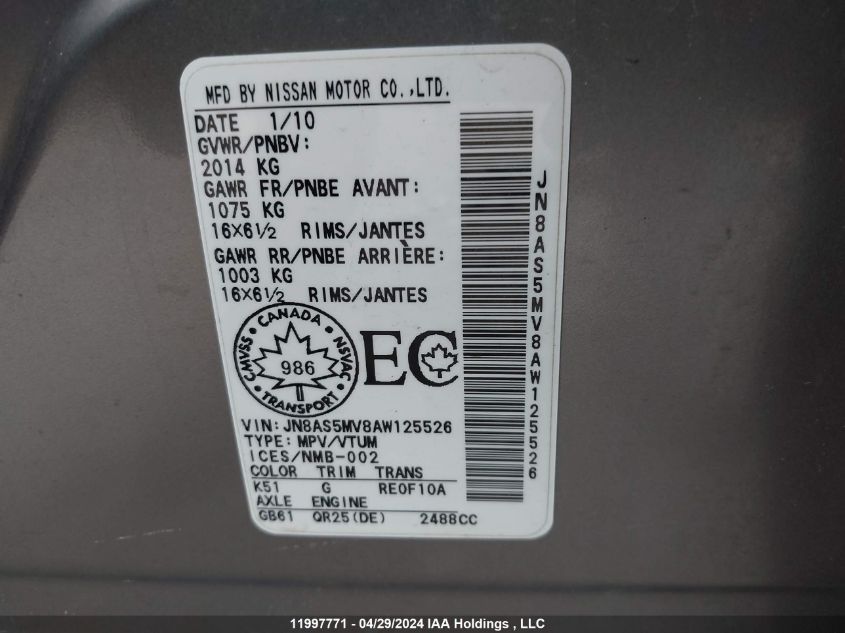 MFD BY NISSAN MOTOR CO.,LTD.
DATE 1/10
GVWR/PNBV:
2014 KG
GAWR FR/PNBE AVANT:
1075 KG
16X6½ RIMS/JANTES
GAWR RR/PNBE ARRIÈRE:
1003 KG
16X6½ RIMS/JANTES
CANADA
CMVSS NSVAC
986
TRANSPORT
EC
VIN:JN8AS5MV8AW125526
TYPE:MPV/VTUM
ICES/NMB-002
COLOR TRIM TRANS
K51 G RE0F10A
AXLE ENGINE
GB61 QR25(DE) 2488CC
JN8AS5MV8AW125526
11997771 - 04/29/2024 IAA Holdings , LLC